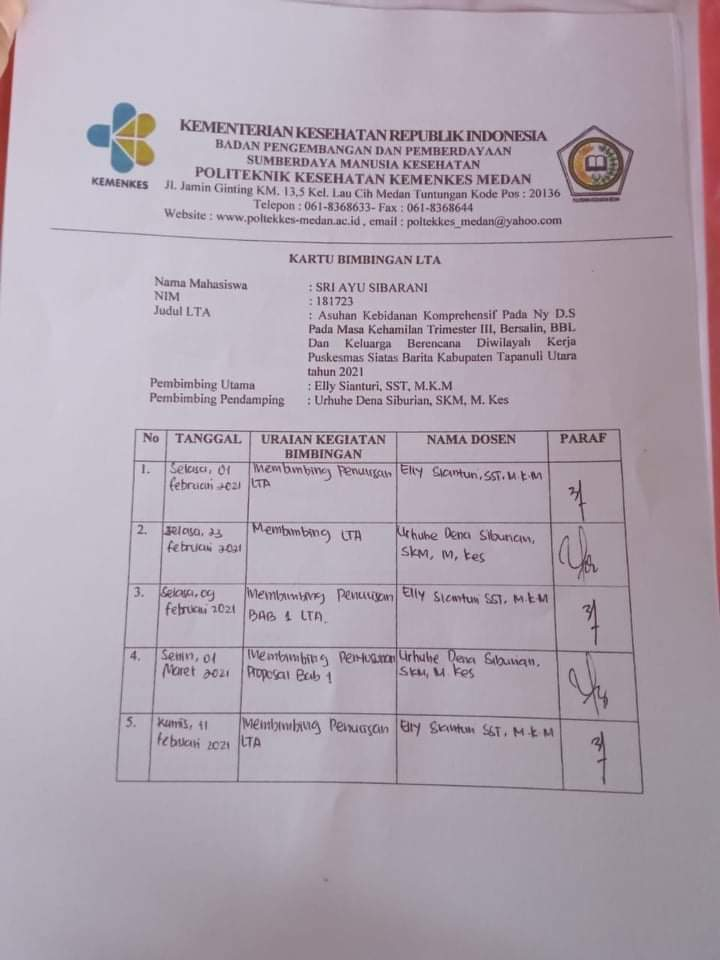 KEMENTERIAN KESEHATAN REPUBLIK INDONESIA
BADAN PENGEMBANGAN DAN PEMBERDAYAAN
SUMBERDAYA MANUSIA KESEHATAN
POLITEKNIK KESEHATAN KEMENKES MEDAN
KEMENKES
Jl. Jamin Ginting KM. 13,5 Kel. Lau Cih Medan Tuntungan Kode Pos : 20136
Telepon : 061-8368633- Fax : 061-8368644
Website : www.poltekkes-medan.ac.id , email : poltekkes_medan@yahoo.com
KARTU BIMBINGAN LTA
Nama Mahasiswa : SRI AYU SIBARANI
NIM : 181723
Judul LTA : Asuhan Kebidanan Komprehensif Pada Ny D.S
Pada Masa Kehamilan Trimester III, Bersalin, BBL
Dan Keluarga Berencana Diwilayah Kerja
Puskesmas Siatas Barita Kabupaten Tapanuli Utara
tahun 2021
Pembimbing Utama : Elly Sianturi, SST, M.K.M
Pembimbing Pendamping : Urhuhe Dena Siburian, SKM, M. Kes
No TANGGAL URAIAN KEGIATAN BIMBINGAN NAMA DOSEN PARAF
1. Selasa, 01 Membimbing Penulisan Elly Sianturi, SST, M.K.M
februari 2021 LTA
2. Selasa, 23 Membimbing LTA Urhuhe Dena Siburian,
februari 2021 SKM, M, Kes
3. Selasa, 09 Membimbing Penulisan Elly Sianturi SST, M.K.M
februari 2021 BAB 1 LTA.
4. Senin, 01 Membimbing Urhuhe Dena Siburian,
Maret 2021 Proposal Bab 1 SKM, M. Kes
5. Kamis, 11 Membimbing Penulisan Elly Sianturi SST, M.K.M
februari 2021 LTA